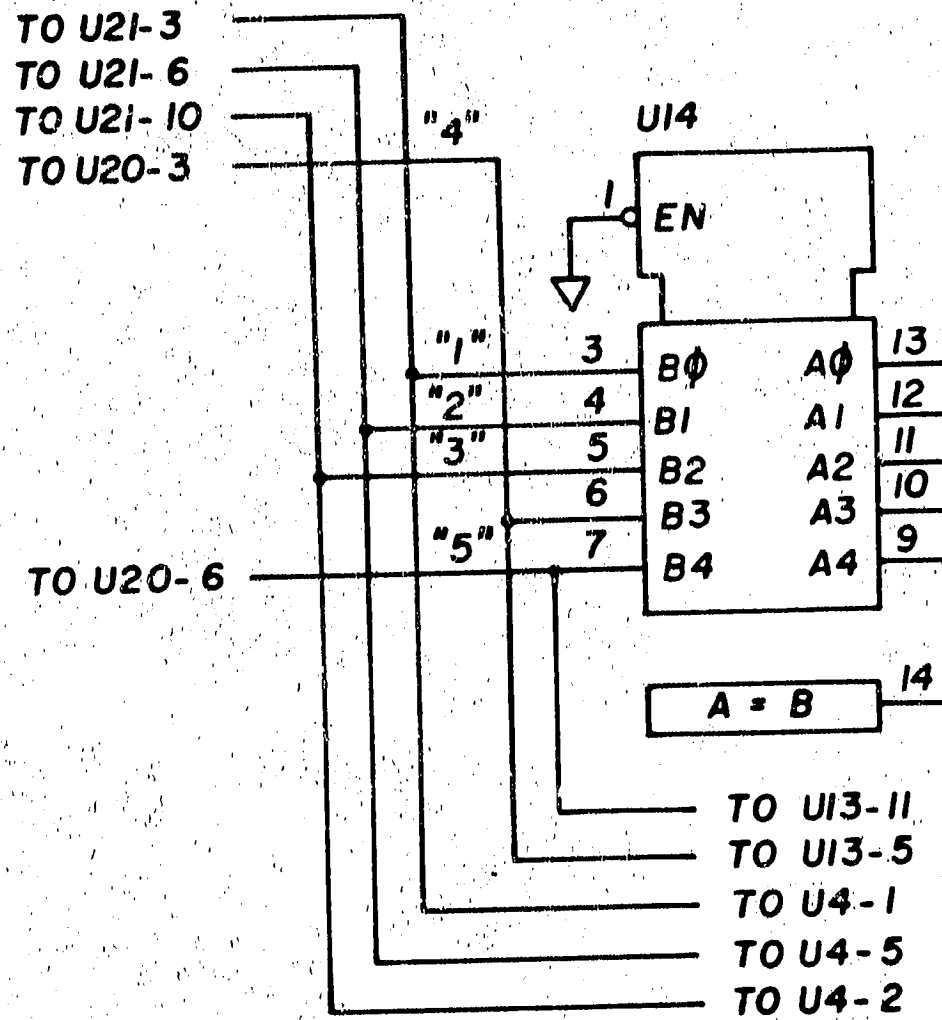 TO U21-3
TO U21-6
TO U21-10
TO U20-3
"4"
U14
1
EN
"1"
3
BØ
AØ
13
"2"
4
B1
A1
12
"3"
5
B2
A2
11
6
B3
A3
10
"5"
7
B4
A4
9
TO U20-6
A = B
14
TO U13-11
TO U13-5
TO U4-1
TO U4-5
TO U4-2